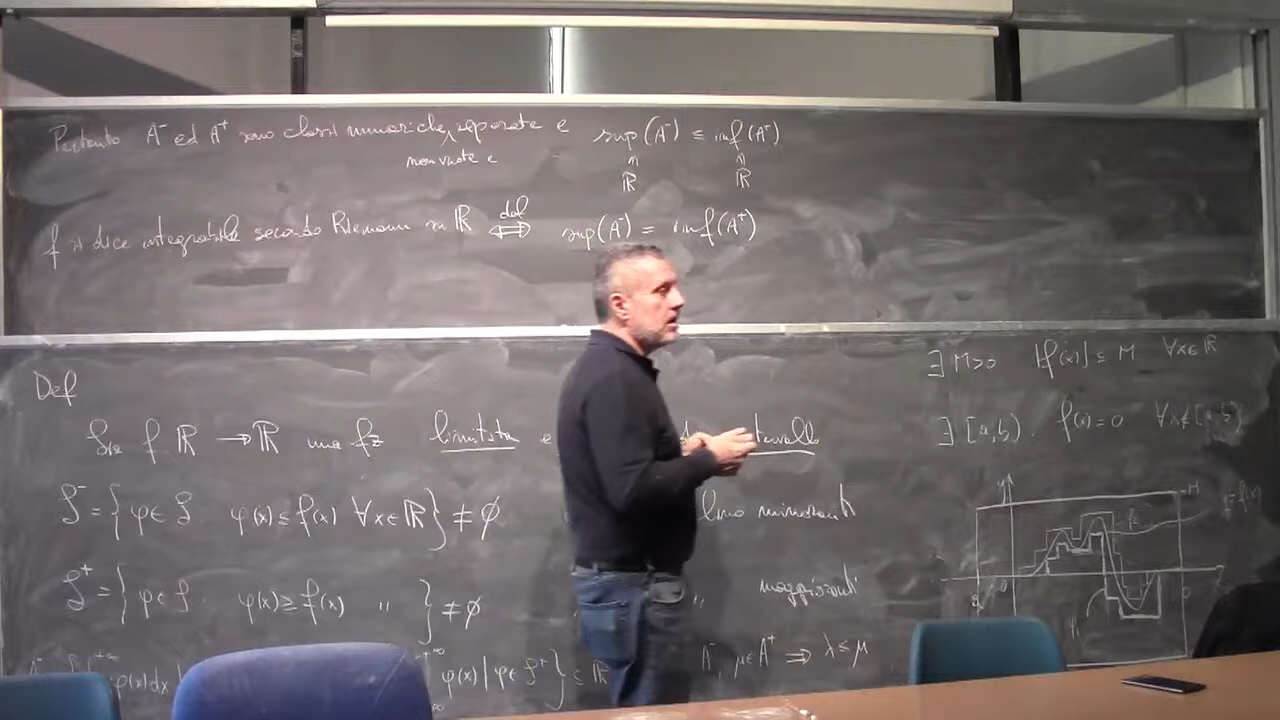 Pertanto A⁻ ed A⁺ sono classi numeriche, separate e sup(A⁻) ≤ inf(A⁺)
non vuote e
ℝ ℝ
f si dice integrabile secondo Riemann su ℝ ⟺ def sup(A⁻) = inf(A⁺)
Def
Sia f ℝ → ℝ una fz limitata e
𝒮⁻ = { φ ∈ 𝒮 φ(x) ≤ f(x) ∀x∈ℝ } ≠ ∅ minoranti
𝒮⁺ = { φ ∈ 𝒮 φ(x) ≥ f(x) " } ≠ ∅ " maggioranti
φ(x)dx φ(x) | φ ∈ 𝒮⁺ } ⊆ ℝ A⁻, μ∈A⁺ ⟹ λ ≤ μ
∃ M>0 |f(x)| ≤ M ∀x∈ℝ
∃ [a,b] . f(x)=0 ∀x∉[a,b]
y M
y=f(x)